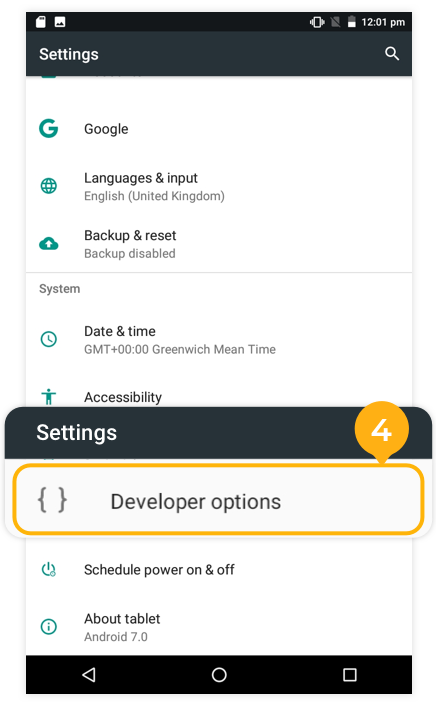 12:01 pm
Settings
Google
Languages & input
English (United Kingdom)
Backup & reset
Backup disabled
System
Date & time
GMT+00:00 Greenwich Mean Time
Accessibility
Settings
4
{ } Developer options
Schedule power on & off
About tablet
Android 7.0